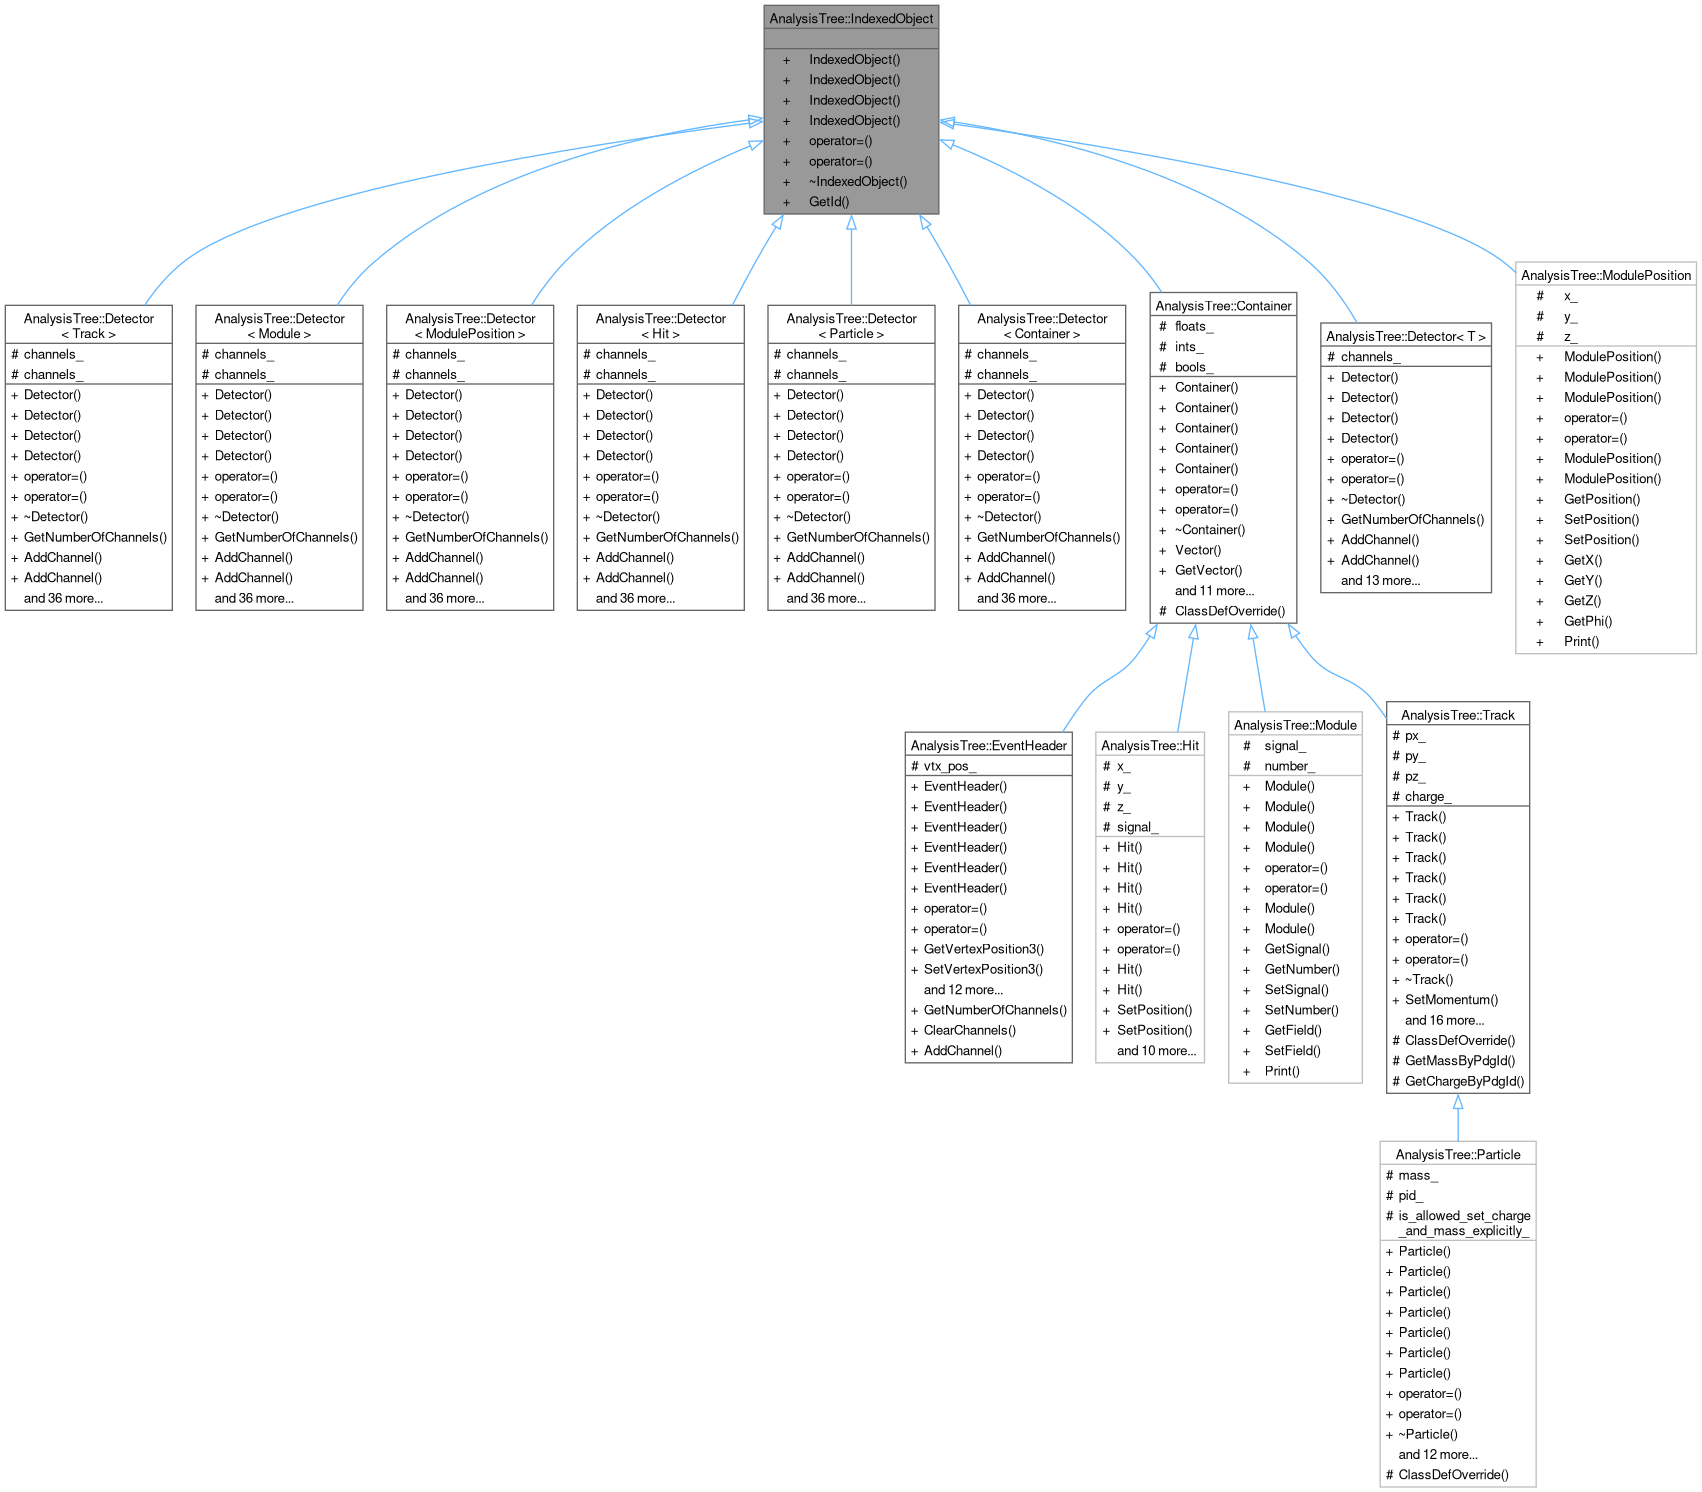 AnalysisTree::IndexedObject
+ IndexedObject()
+ IndexedObject()
+ IndexedObject()
+ IndexedObject()
+ operator=()
+ operator=()
+ ~IndexedObject()
+ GetId()
AnalysisTree::Detector
< Track >
# channels_
# channels_
+ Detector()
+ Detector()
+ Detector()
+ Detector()
+ operator=()
+ operator=()
+ ~Detector()
+ GetNumberOfChannels()
+ AddChannel()
+ AddChannel()
and 36 more...
AnalysisTree::Detector
< Module >
# channels_
# channels_
+ Detector()
+ Detector()
+ Detector()
+ Detector()
+ operator=()
+ operator=()
+ ~Detector()
+ GetNumberOfChannels()
+ AddChannel()
+ AddChannel()
and 36 more...
AnalysisTree::Detector
< ModulePosition >
# channels_
# channels_
+ Detector()
+ Detector()
+ Detector()
+ Detector()
+ operator=()
+ operator=()
+ ~Detector()
+ GetNumberOfChannels()
+ AddChannel()
+ AddChannel()
and 36 more...
AnalysisTree::Detector
< Hit >
# channels_
# channels_
+ Detector()
+ Detector()
+ Detector()
+ Detector()
+ operator=()
+ operator=()
+ ~Detector()
+ GetNumberOfChannels()
+ AddChannel()
+ AddChannel()
and 36 more...
AnalysisTree::Detector
< Particle >
# channels_
# channels_
+ Detector()
+ Detector()
+ Detector()
+ Detector()
+ operator=()
+ operator=()
+ ~Detector()
+ GetNumberOfChannels()
+ AddChannel()
+ AddChannel()
and 36 more...
AnalysisTree::Detector
< Container >
# channels_
# channels_
+ Detector()
+ Detector()
+ Detector()
+ Detector()
+ operator=()
+ operator=()
+ ~Detector()
+ GetNumberOfChannels()
+ AddChannel()
+ AddChannel()
and 36 more...
AnalysisTree::Container
# floats_
# ints_
# bools_
+ Container()
+ Container()
+ Container()
+ Container()
+ Container()
+ operator=()
+ operator=()
+ ~Container()
+ Vector()
+ GetVector()
and 11 more...
# ClassDefOverride()
AnalysisTree::Detector< T >
# channels_
+ Detector()
+ Detector()
+ Detector()
+ Detector()
+ operator=()
+ operator=()
+ ~Detector()
+ GetNumberOfChannels()
+ AddChannel()
+ AddChannel()
and 13 more...
AnalysisTree::ModulePosition
# x_
# y_
# z_
+ ModulePosition()
+ ModulePosition()
+ ModulePosition()
+ operator=()
+ operator=()
+ ModulePosition()
+ ModulePosition()
+ GetPosition()
+ SetPosition()
+ SetPosition()
+ GetX()
+ GetY()
+ GetZ()
+ GetPhi()
+ Print()
AnalysisTree::EventHeader
# vtx_pos_
+ EventHeader()
+ EventHeader()
+ EventHeader()
+ EventHeader()
+ EventHeader()
+ EventHeader()
+ operator=()
+ operator=()
+ GetVertexPosition3()
+ SetVertexPosition3()
and 12 more...
+ GetNumberOfChannels()
+ ClearChannels()
+ AddChannel()
AnalysisTree::Hit
# x_
# y_
# z_
# signal_
+ Hit()
+ Hit()
+ Hit()
+ Hit()
+ operator=()
+ operator=()
+ Hit()
+ Hit()
+ SetPosition()
+ SetPosition()
and 10 more...
AnalysisTree::Module
# signal_
# number_
+ Module()
+ Module()
+ Module()
+ Module()
+ operator=()
+ operator=()
+ Module()
+ Module()
+ GetSignal()
+ GetNumber()
+ SetSignal()
+ SetNumber()
+ GetField()
+ SetField()
+ Print()
AnalysisTree::Track
# px_
# py_
# pz_
# charge_
+ Track()
+ Track()
+ Track()
+ Track()
+ Track()
+ Track()
+ operator=()
+ operator=()
+ ~Track()
+ SetMomentum()
and 16 more...
# ClassDefOverride()
# GetMassByPdgId()
# GetChargeByPdgId()
AnalysisTree::Particle
# mass_
# pid_
# is_allowed_set_charge
_and_mass_explicitly_
+ Particle()
+ Particle()
+ Particle()
+ Particle()
+ Particle()
+ Particle()
+ Particle()
+ operator=()
+ operator=()
+ ~Particle()
and 12 more...
# ClassDefOverride()